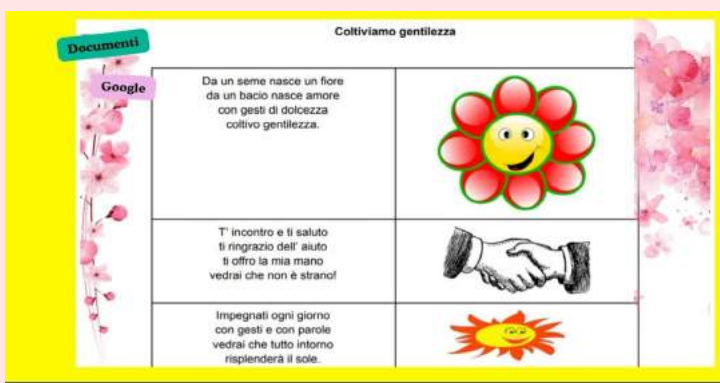 Coltiviamo gentilezza
Documenti
Google
Da un seme nasce un fiore
da un bacio nasce amore
con gesti di dolcezza
coltivo gentilezza.
T' incontro e ti saluto
ti ringrazio dell' aiuto
ti offro la mia mano
vedrai che non è strano!
Impegnati ogni giorno
con gesti e con parole
vedrai che tutto intorno
risplenderà il sole.